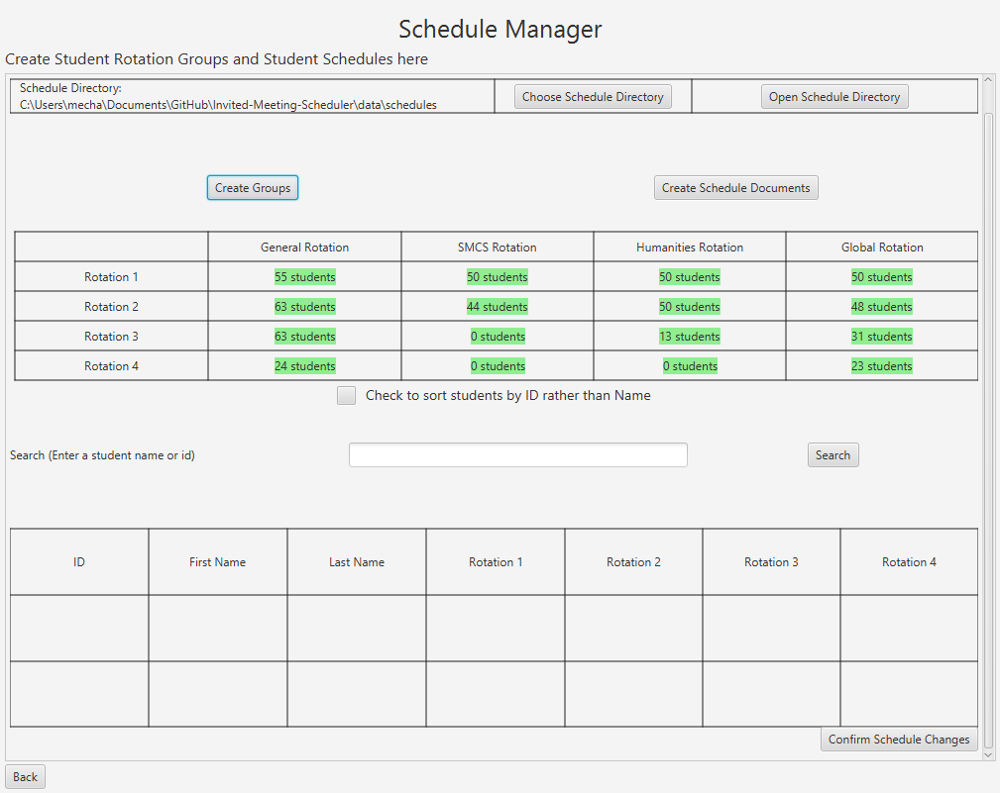 Schedule Manager
Create Student Rotation Groups and Student Schedules here
Schedule Directory:
C:\Users\mecha\Documents\GitHub\Invited-Meeting-Scheduler\data\schedules
Choose Schedule Directory
Open Schedule Directory
Create Groups
Create Schedule Documents
General Rotation SMCS Rotation Humanities Rotation Global Rotation
Rotation 1 55 students 50 students 50 students 50 students
Rotation 2 63 students 44 students 50 students 48 students
Rotation 3 63 students 0 students 13 students 31 students
Rotation 4 24 students 0 students 0 students 23 students
Check to sort students by ID rather than Name
Search (Enter a student name or id)
Search
ID First Name Last Name Rotation 1 Rotation 2 Rotation 3 Rotation 4
Confirm Schedule Changes
Back